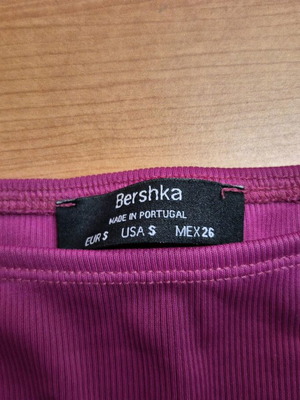 Bershka
MADE IN PORTUGAL
EUR S USA S MEX 26